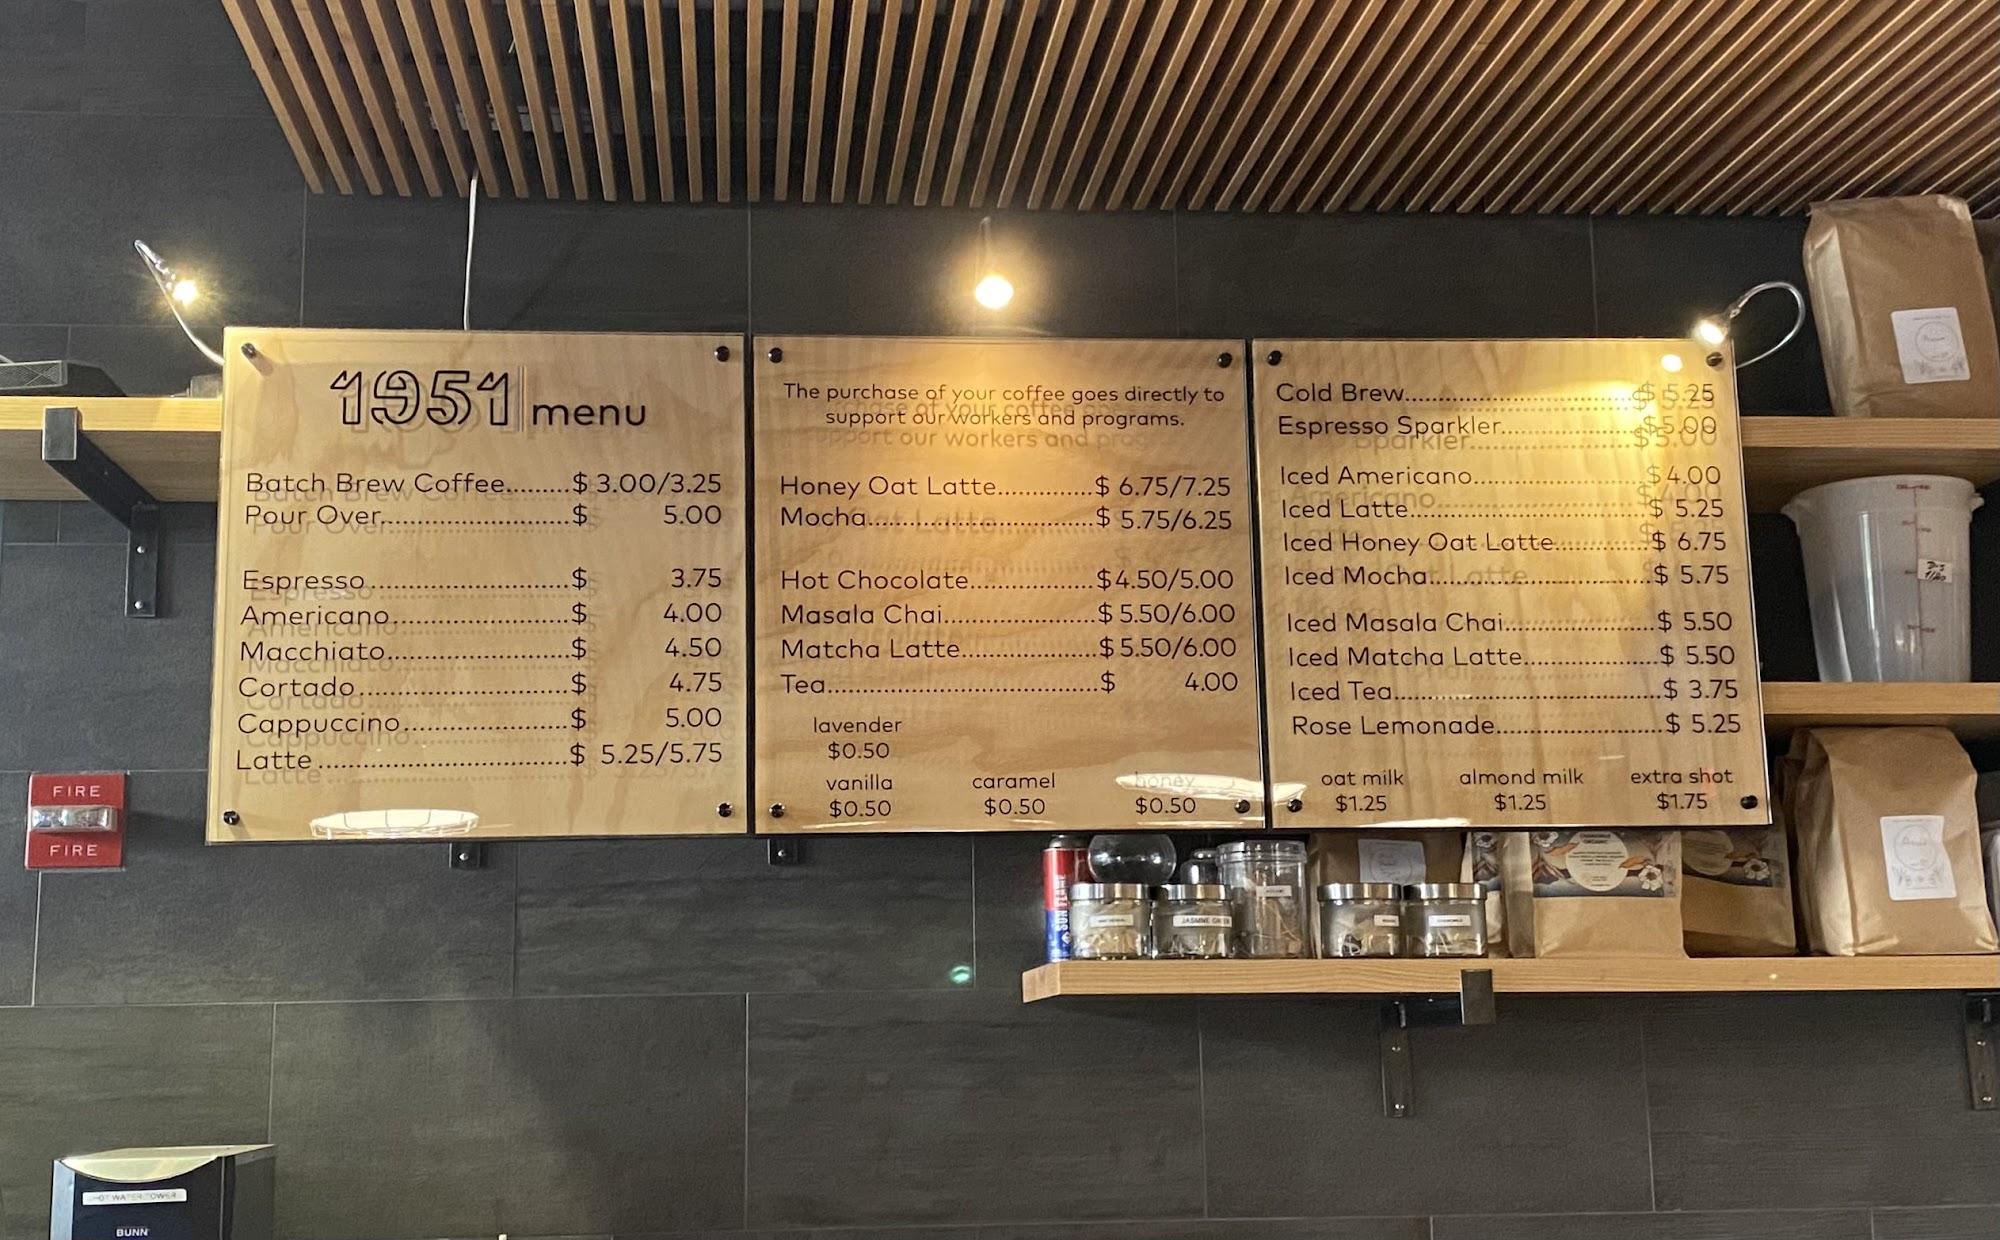 1951 menu
Batch Brew Coffee.........$ 3.00/3.25
Pour Over..........................$ 5.00
Espresso...........................$ 3.75
Americano........................$ 4.00
Macchiato.........................$ 4.50
Cortado............................$ 4.75
Cappuccino......................$ 5.00
Latte.................................$ 5.25/5.75
The purchase of your coffee goes directly to
support our workers and programs.
Honey Oat Latte.............$ 6.75/7.25
Mocha...............................$ 5.75/6.25
Hot Chocolate.................$4.50/5.00
Masala Chai.....................$ 5.50/6.00
Matcha Latte...................$ 5.50/6.00
Tea.....................................$ 4.00
lavender
$0.50
vanilla caramel honey
$0.50 $0.50 $0.50
Cold Brew...............................$ 5.25
Espresso Sparkler..................$5.00
Iced Americano.......................$4.00
Iced Latte.................................$ 5.25
Iced Honey Oat Latte.............$ 6.75
Iced Mocha..............................$ 5.75
Iced Masala Chai.....................$ 5.50
Iced Matcha Latte...................$ 5.50
Iced Tea.....................................$ 3.75
Rose Lemonade.......................$ 5.25
oat milk almond milk extra shot
$1.25 $1.25 $1.75
FIRE
FIRE
JASMINE GREEN
HOT WATER TOWER
BUNN